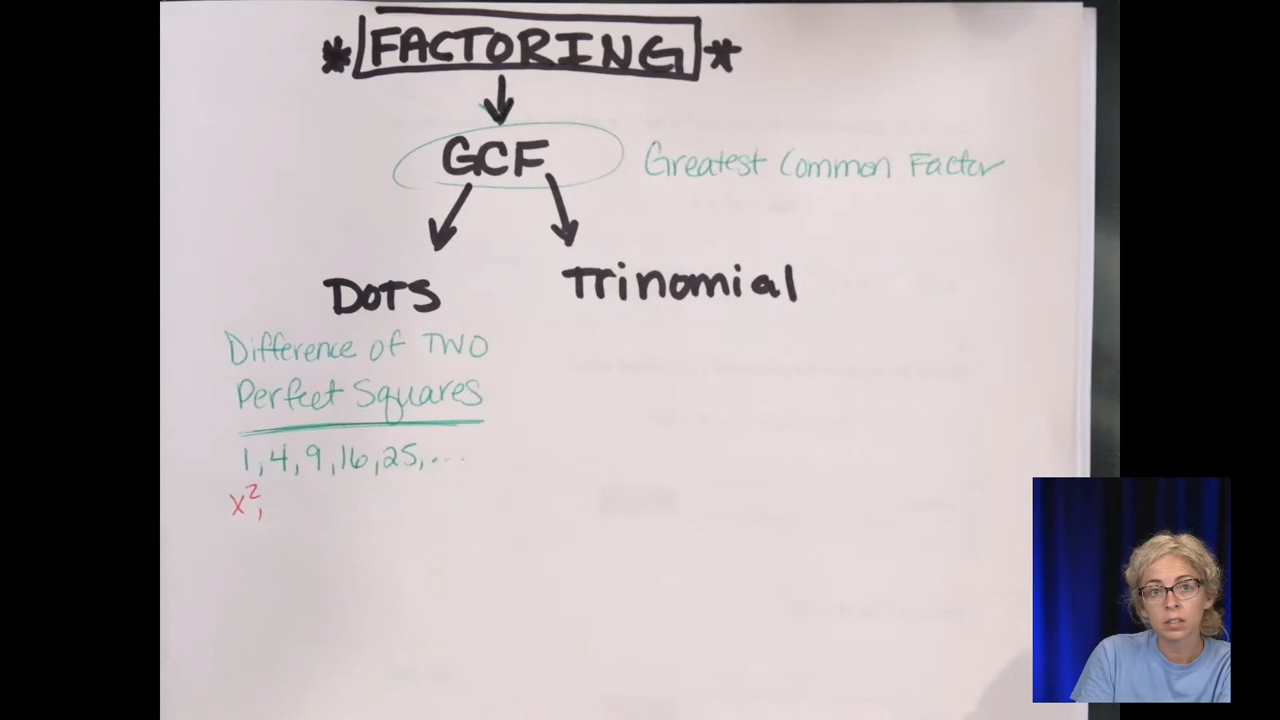 *FACTORING*
GCF
Greatest Common Factor
DOTS
Trinomial
Difference of TWO
Perfect Squares
1, 4, 9, 16, 25, ...
x²,